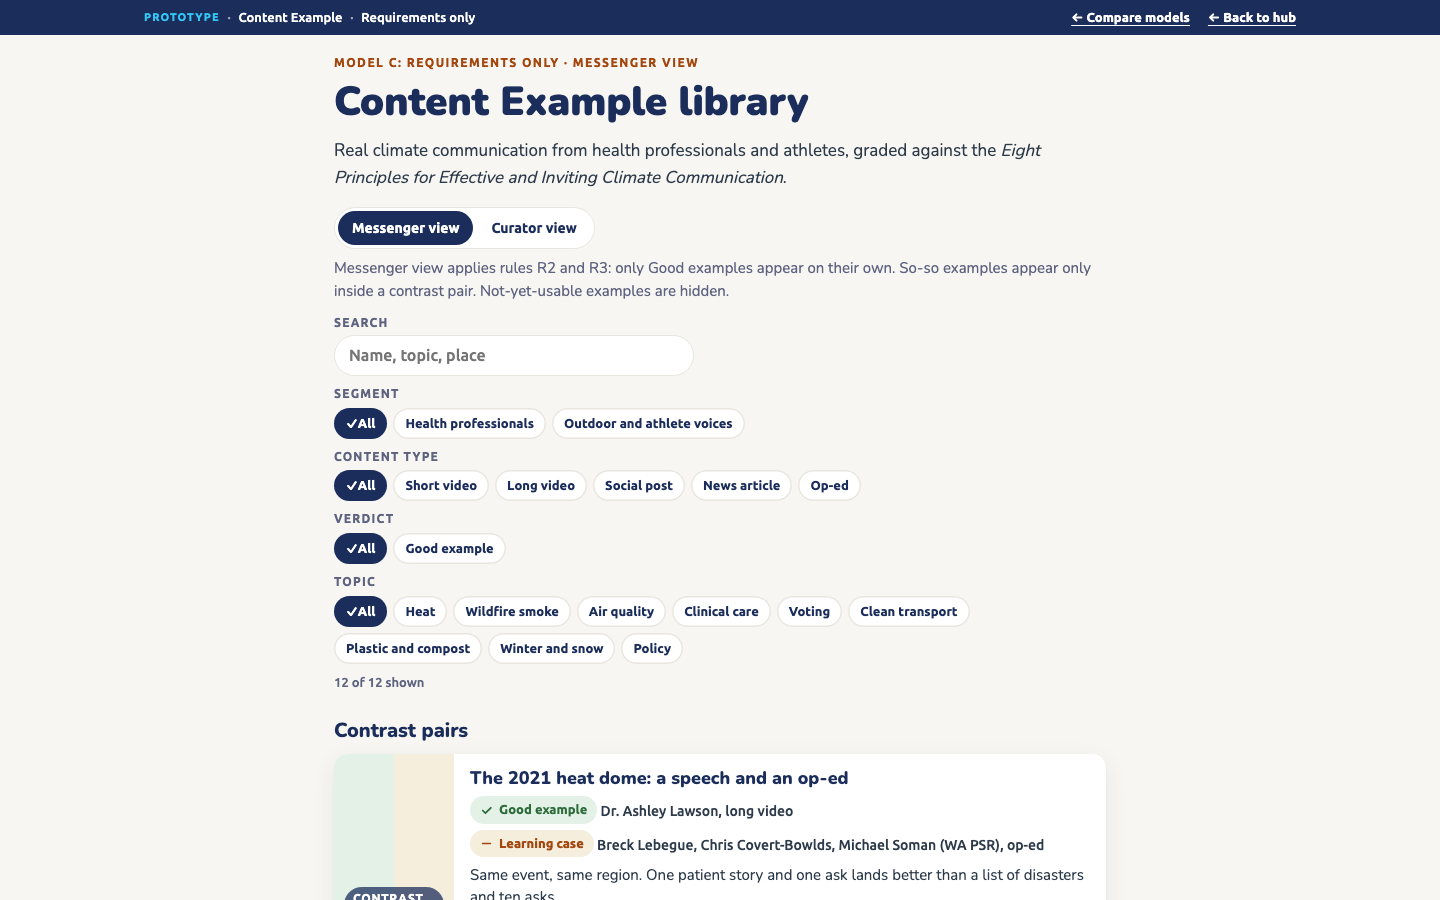 PROTOTYPE · Content Example · Requirements only
← Compare models ← Back to hub
MODEL C: REQUIREMENTS ONLY · MESSENGER VIEW
Content Example library
Real climate communication from health professionals and athletes, graded against the Eight
Principles for Effective and Inviting Climate Communication.
Messenger view Curator view
Messenger view applies rules R2 and R3: only Good examples appear on their own. So-so examples appear only
inside a contrast pair. Not-yet-usable examples are hidden.
SEARCH
Name, topic, place
SEGMENT
✓All Health professionals Outdoor and athlete voices
CONTENT TYPE
✓All Short video Long video Social post News article Op-ed
VERDICT
✓All Good example
TOPIC
✓All Heat Wildfire smoke Air quality Clinical care Voting Clean transport
Plastic and compost Winter and snow Policy
12 of 12 shown
Contrast pairs
The 2021 heat dome: a speech and an op-ed
✓ Good example Dr. Ashley Lawson, long video
– Learning case Breck Lebegue, Chris Covert-Bowlds, Michael Soman (WA PSR), op-ed
Same event, same region. One patient story and one ask lands better than a list of disasters
and ten asks.
CONTRAST